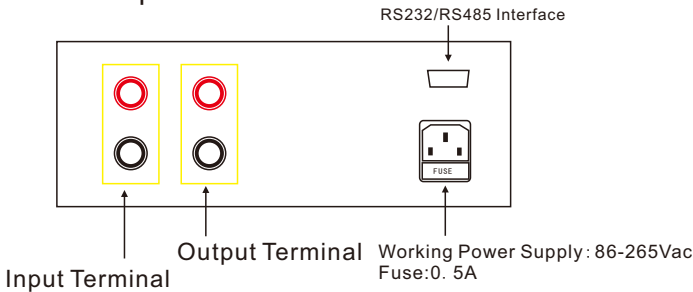 RS232/RS485 Interface
FUSE
Output Terminal
Working Power Supply: 86-265Vac
Fuse:0. 5A
Input Terminal